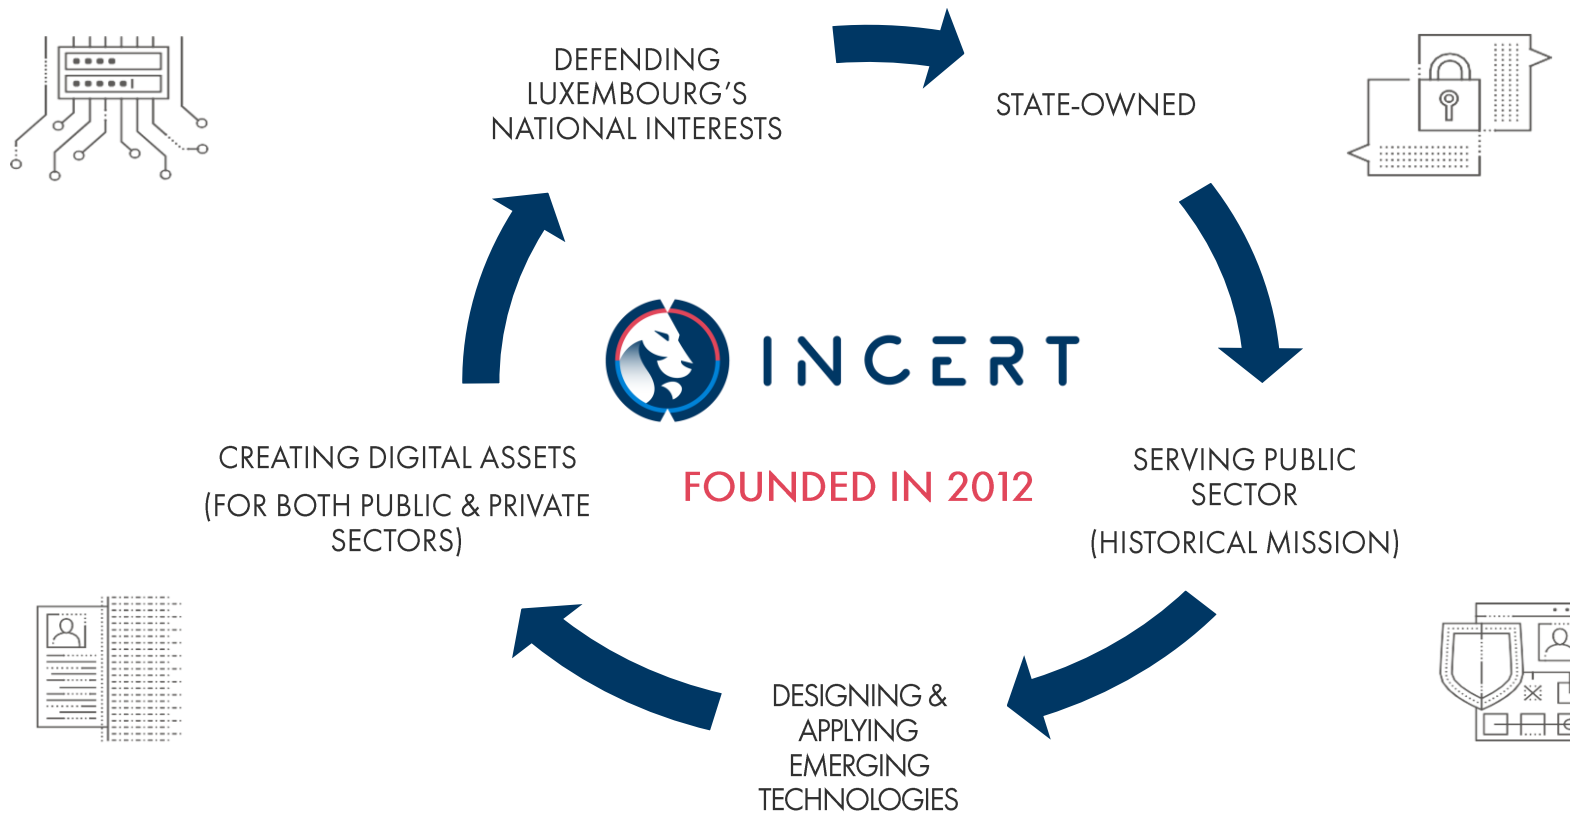 DEFENDING
LUXEMBOURG'S
NATIONAL INTERESTS
STATE-OWNED
INCERT
FOUNDED IN 2012
CREATING DIGITAL ASSETS
(FOR BOTH PUBLIC & PRIVATE
SECTORS)
SERVING PUBLIC
SECTOR
(HISTORICAL MISSION)
DESIGNING &
APPLYING
EMERGING
TECHNOLOGIES